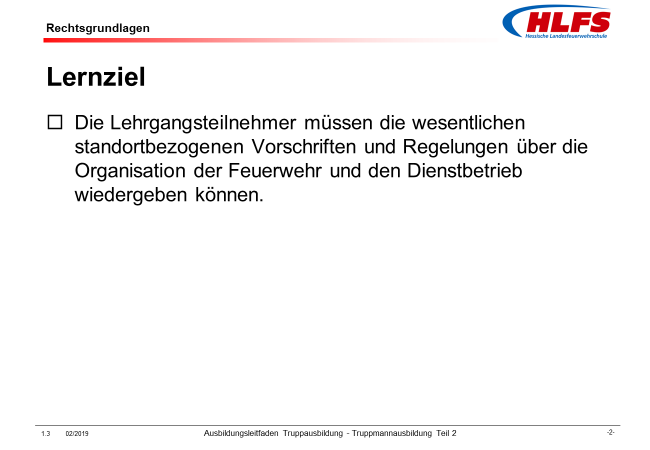 Rechtsgrundlagen
HLFS
Hessische Landesfeuerwehrschule
Lernziel
Die Lehrgangsteilnehmer müssen die wesentlichen
standortbezogenen Vorschriften und Regelungen über die
Organisation der Feuerwehr und den Dienstbetrieb
wiedergeben können.
1.3 02/2019 Ausbildungsleitfaden Truppausbildung - Truppmannausbildung Teil 2 -2-